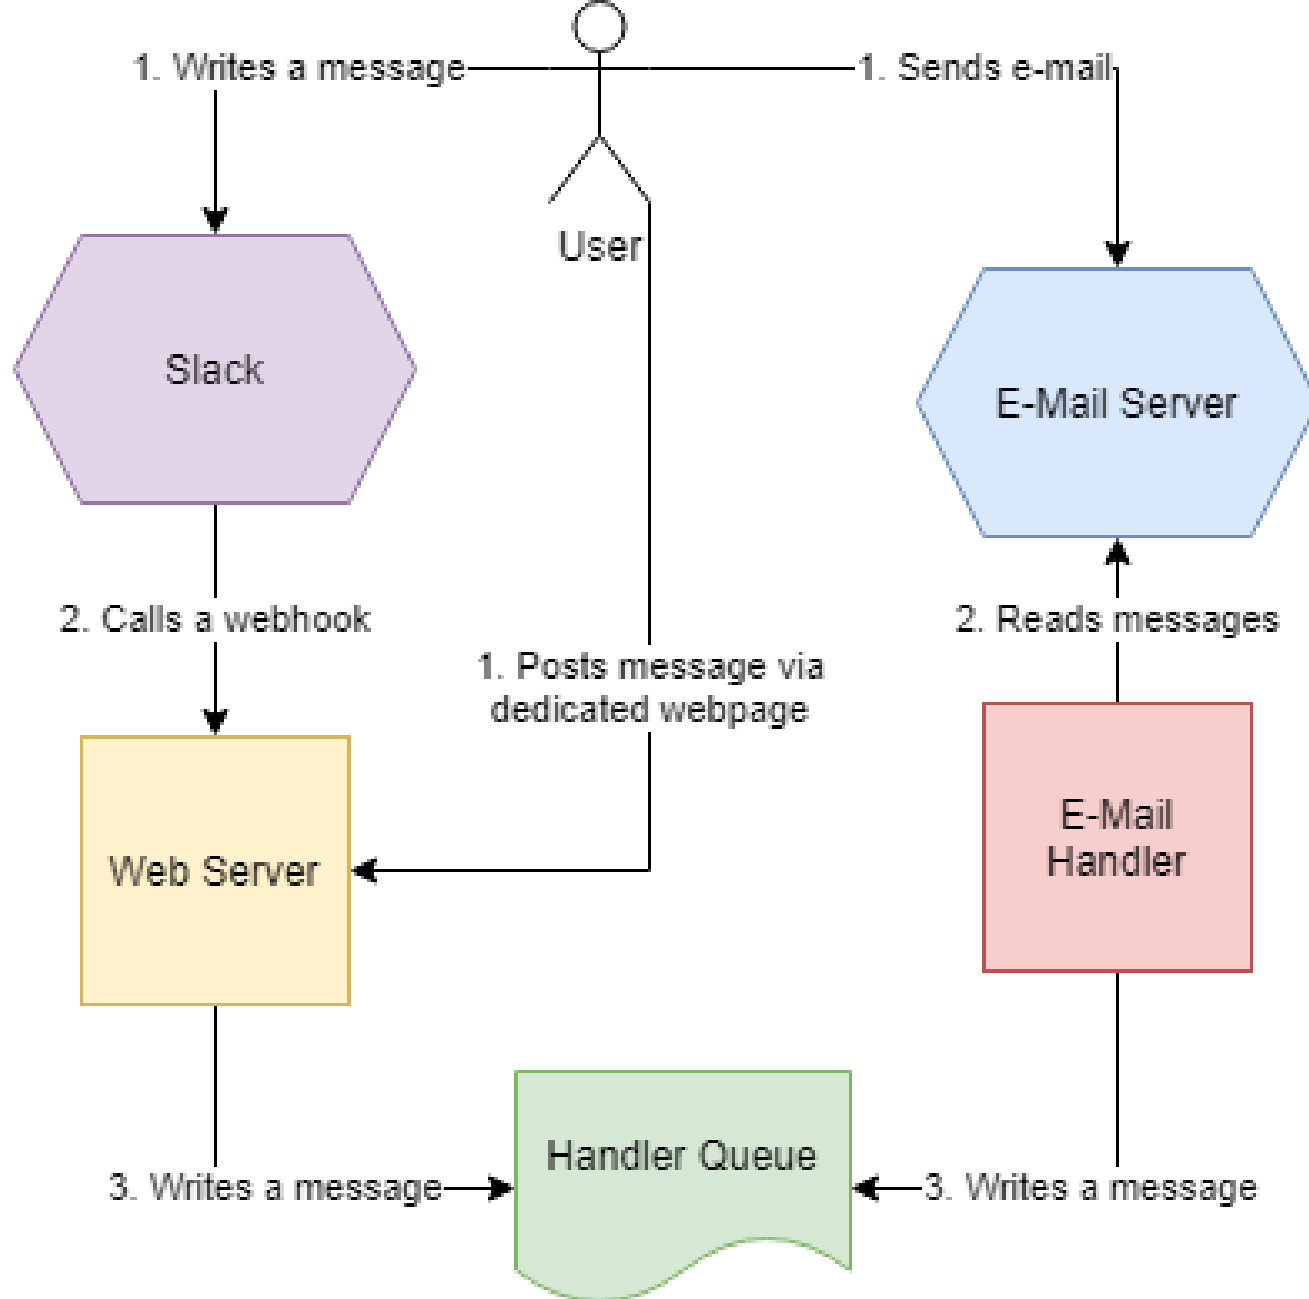 1. Writes a message
1. Sends e-mail
User
Slack
E-Mail Server
2. Calls a webhook
2. Reads messages
1. Posts message via
dedicated webpage
E-Mail
Handler
Web Server
Handler Queue
3. Writes a message
3. Writes a message